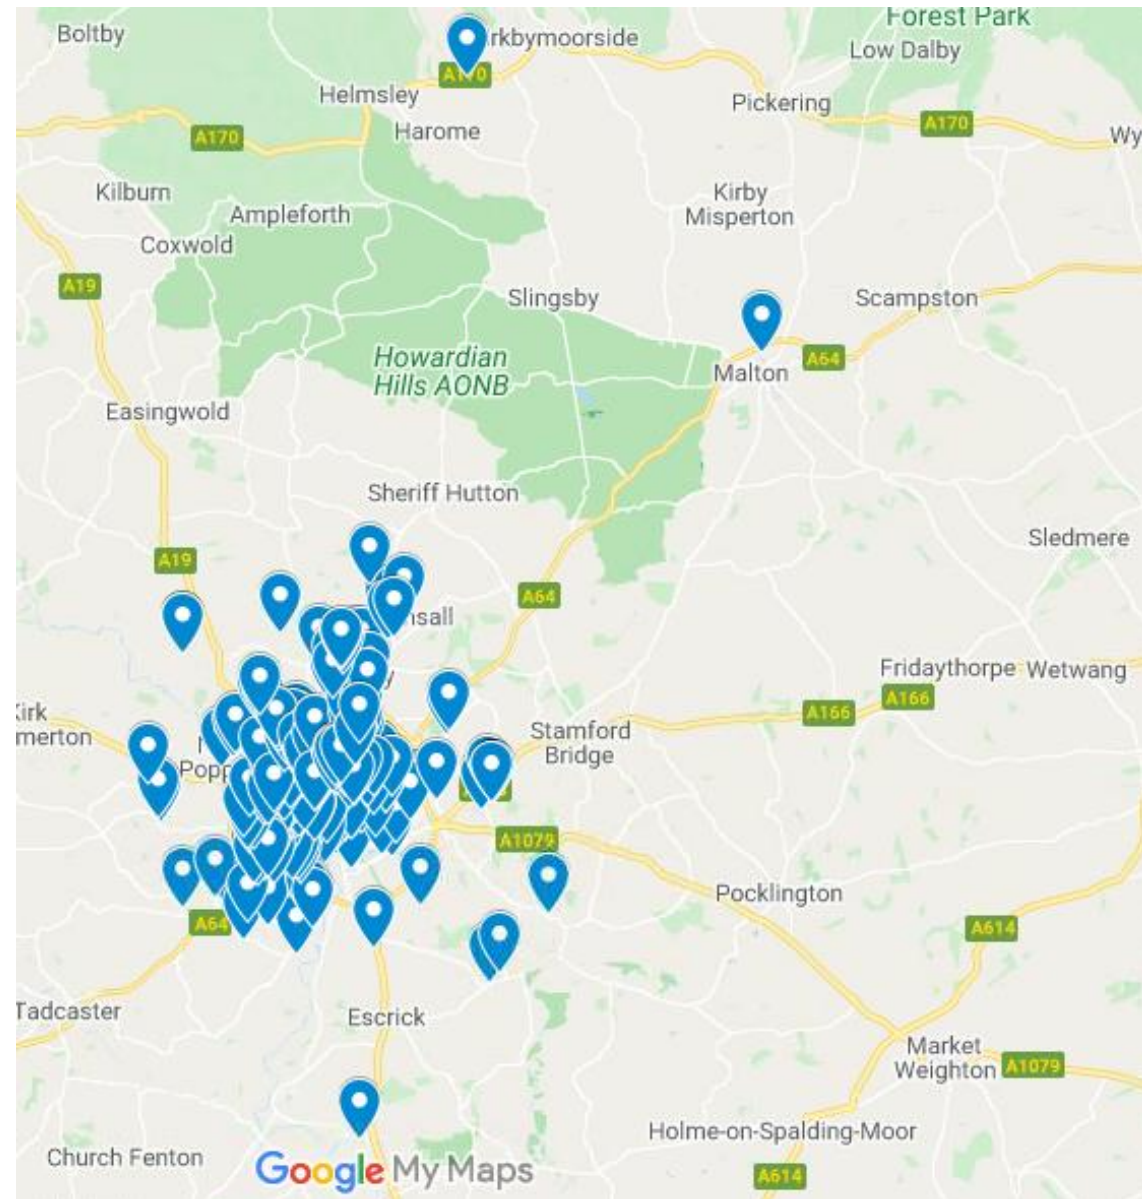 Forest Park
Boltby
rkbymoorside
Low Dalby
Helmsley
Pickering
A170
Harome
A170
Wy
Kilburn
Kirby
Misperton
Ampleforth
Coxwold
A19
Slingsby
Scampston
Howardian
Hills AONB
A64
Malton
Easingwold
Sheriff Hutton
Sledmere
A19
A64
nsall
Fridaythorpe
Wetwang
A166
A166
Kirk
merton
Stamford
Bridge
Popp
A1079
Pocklington
A64
A614
Tadcaster
Escrick
Market
Weighton
A1079
Holme-on-Spalding-Moor
Church Fenton
Google My Maps
A614